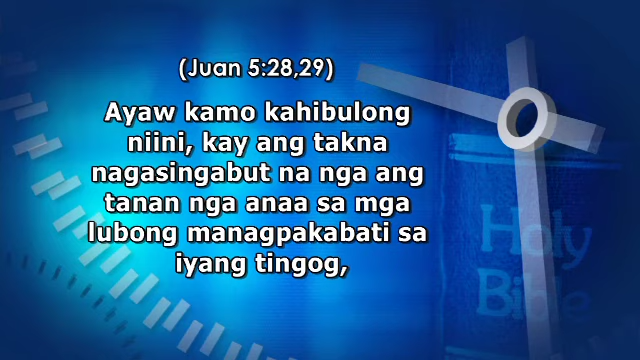 (Juan 5:28,29)
Ayaw kamo kahibulong
niini, kay ang takna
nagasingabut na nga ang
tanan nga anaa sa mga
lubong managpakabati sa
iyang tingog,
Holy
Bible